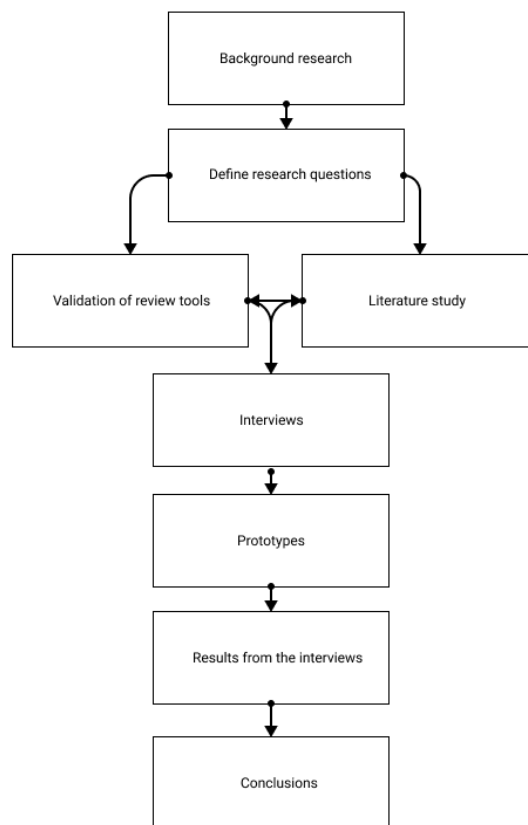 Background research
Define research questions
Validation of review tools
Literature study
Interviews
Prototypes
Results from the interviews
Conclusions